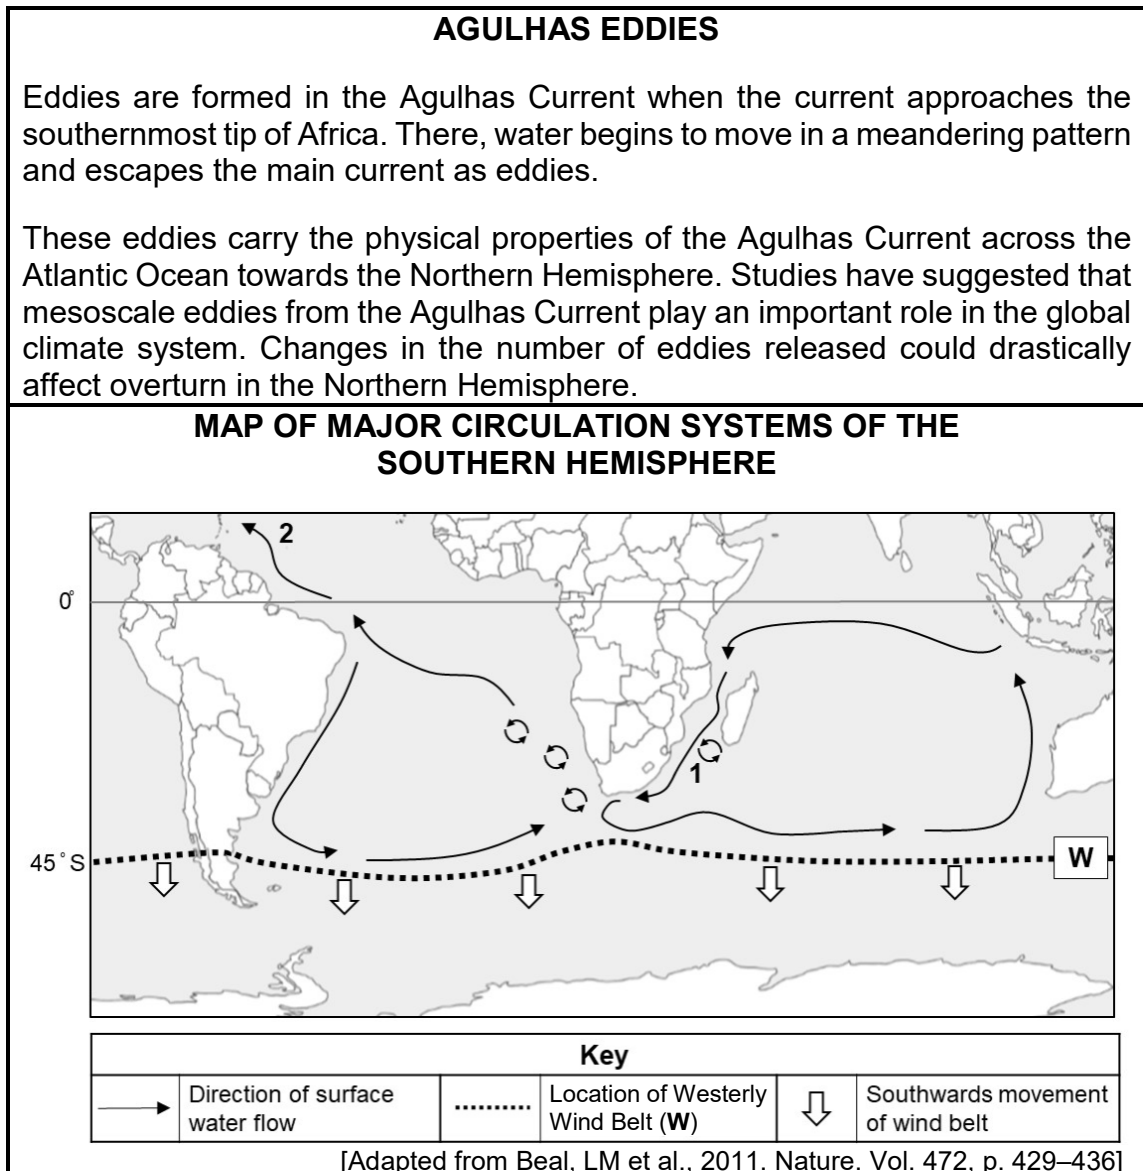 AGULHAS EDDIES
Eddies are formed in the Agulhas Current when the current approaches the
southernmost tip of Africa. There, water begins to move in a meandering pattern
and escapes the main current as eddies.
These eddies carry the physical properties of the Agulhas Current across the
Atlantic Ocean towards the Northern Hemisphere. Studies have suggested that
mesoscale eddies from the Agulhas Current play an important role in the global
climate system. Changes in the number of eddies released could drastically
affect overturn in the Northern Hemisphere.
MAP OF MAJOR CIRCULATION SYSTEMS OF THE
SOUTHERN HEMISPHERE
2
0°
1
45°S
W
Key
Direction of surface
water flow
Location of Westerly
Wind Belt (W)
Southwards movement
of wind belt
[Adapted from Beal, LM et al., 2011. Nature. Vol. 472, p. 429–436]